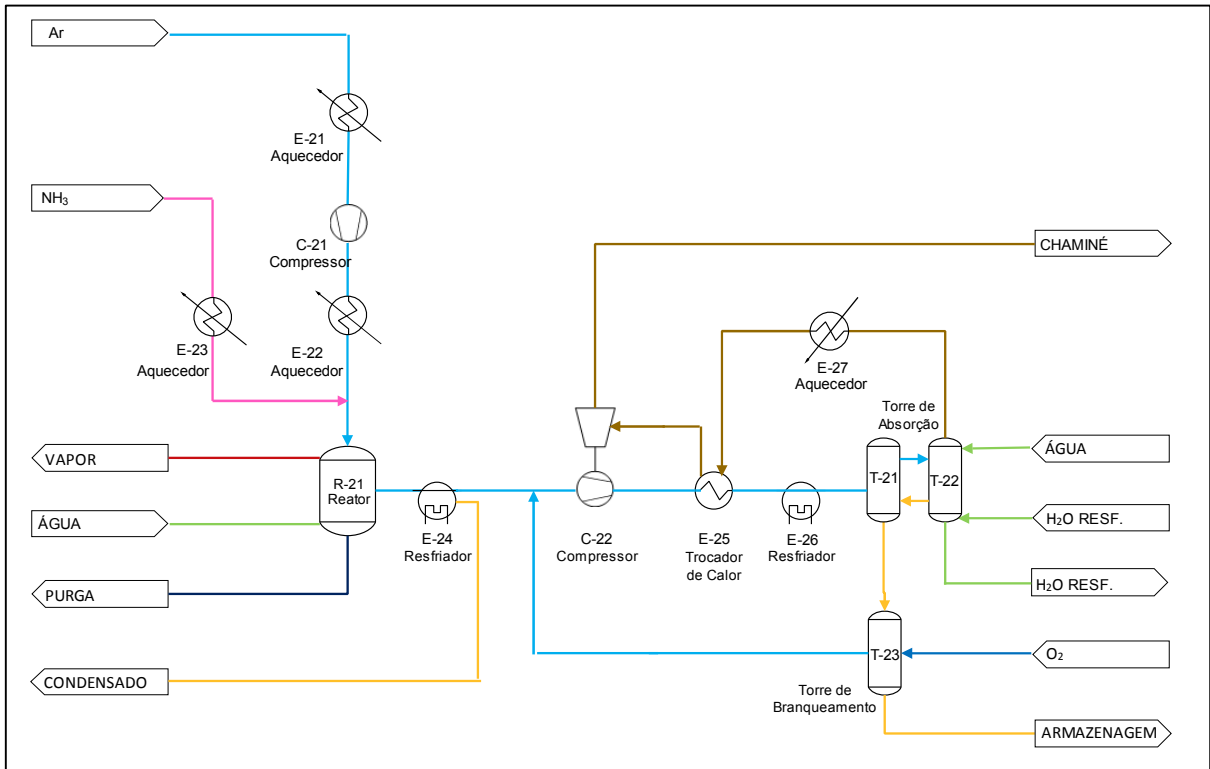 Ar
E-21
Aquecedor
NH₃
C-21
Compressor
CHAMINÉ
E-23
Aquecedor
E-22
Aquecedor
E-27
Aquecedor
Torre de
Absorção
VAPOR
R-21
Reator
T-21
T-22
ÁGUA
ÁGUA
E-24
Resfriador
C-22
Compressor
E-25
Trocador
de Calor
E-26
Resfriador
H₂O RESF.
PURGA
H₂O RESF.
T-23
O₂
CONDENSADO
Torre de
Branqueamento
ARMAZENAGEM